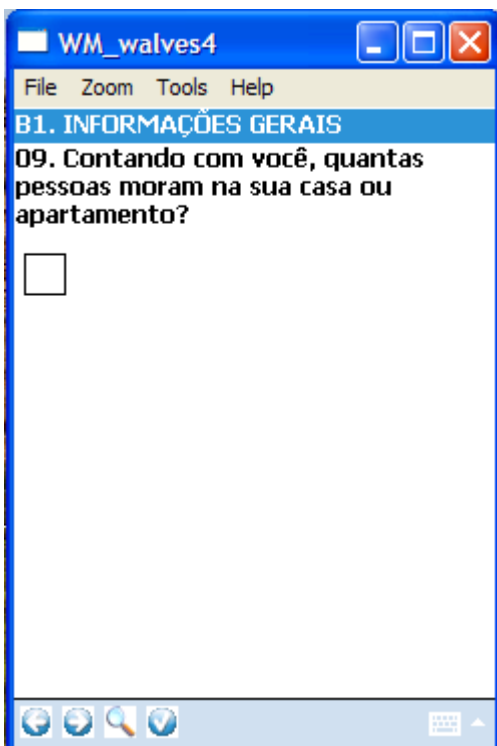 WM_walves4
File Zoom Tools Help
B1. INFORMAÇÕES GERAIS
09. Contando com você, quantas
pessoas moram na sua casa ou
apartamento?